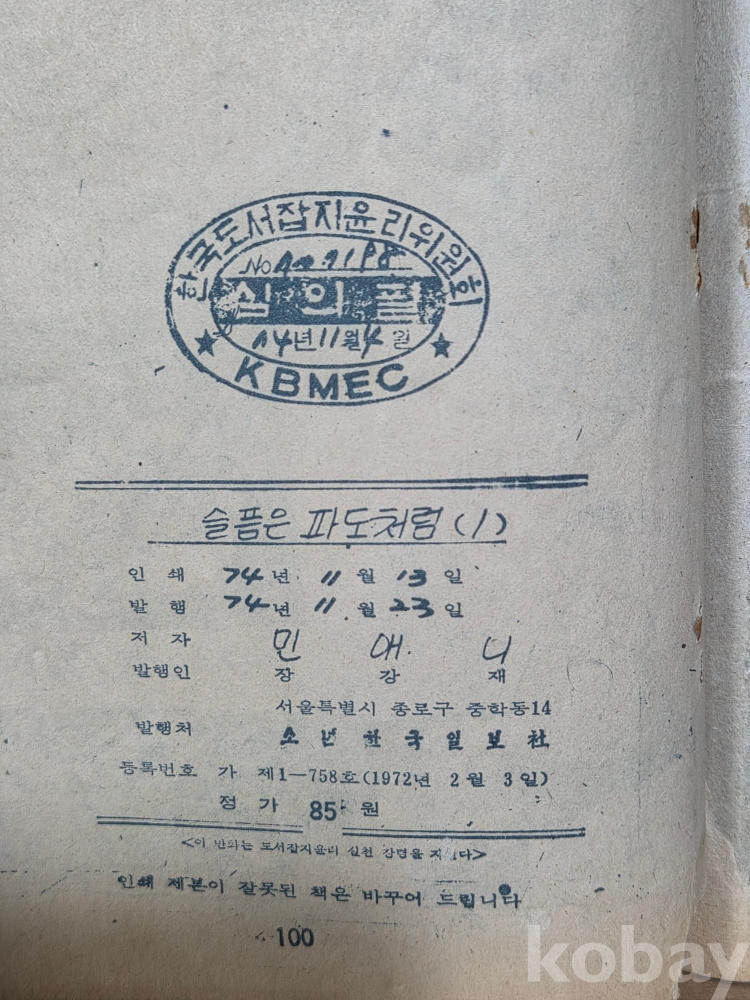 한국도서잡지윤리위원회
No
심의필
74년 11월 4일
KBMEC
슬픔은 파도처럼 (1)
인쇄 74년 11월 13일
발행 74년 11월 23일
저자 민 애 니
발행인 장 강 재
서울특별시 종로구 중학동14
발행처 소년한국일보社
등록번호 가 제1—758호(1972년 2월 3일)
정가 85원
<이 만화는 도서잡지윤리 실천 강령을 지 다>
인쇄 제본이 잘못된 책은 바꾸어 드립니다
100
kobay